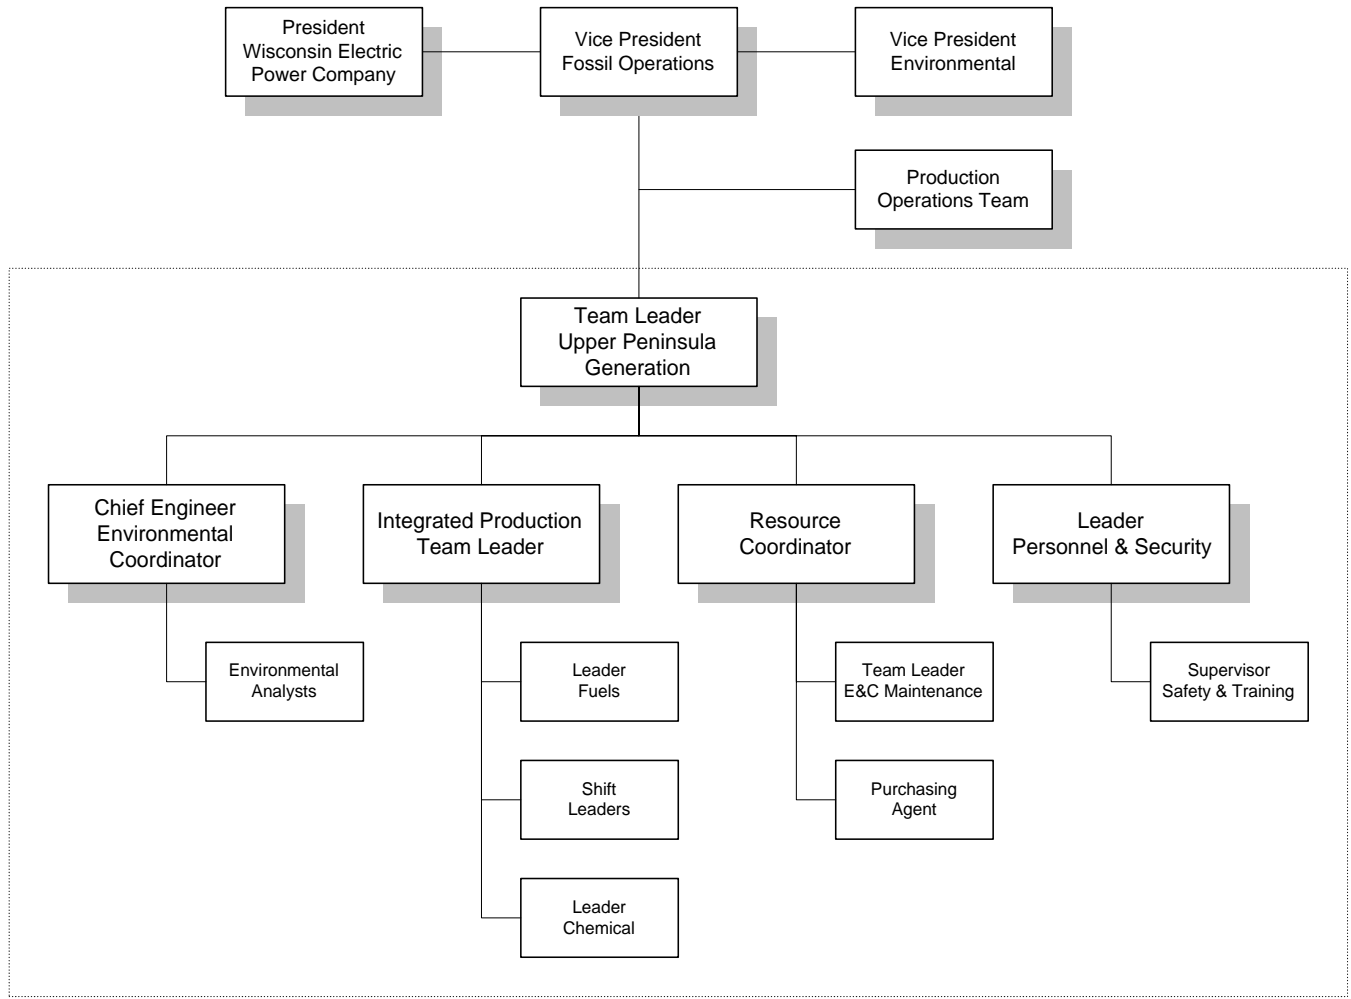 President
Wisconsin Electric
Power Company
Vice President
Fossil Operations
Vice President
Environmental
Production
Operations Team
Team Leader
Upper Peninsula
Generation
Chief Engineer
Environmental
Coordinator
Integrated Production
Team Leader
Resource
Coordinator
Leader
Personnel & Security
Environmental
Analysts
Leader
Fuels
Team Leader
E&C Maintenance
Supervisor
Safety & Training
Shift
Leaders
Purchasing
Agent
Leader
Chemical